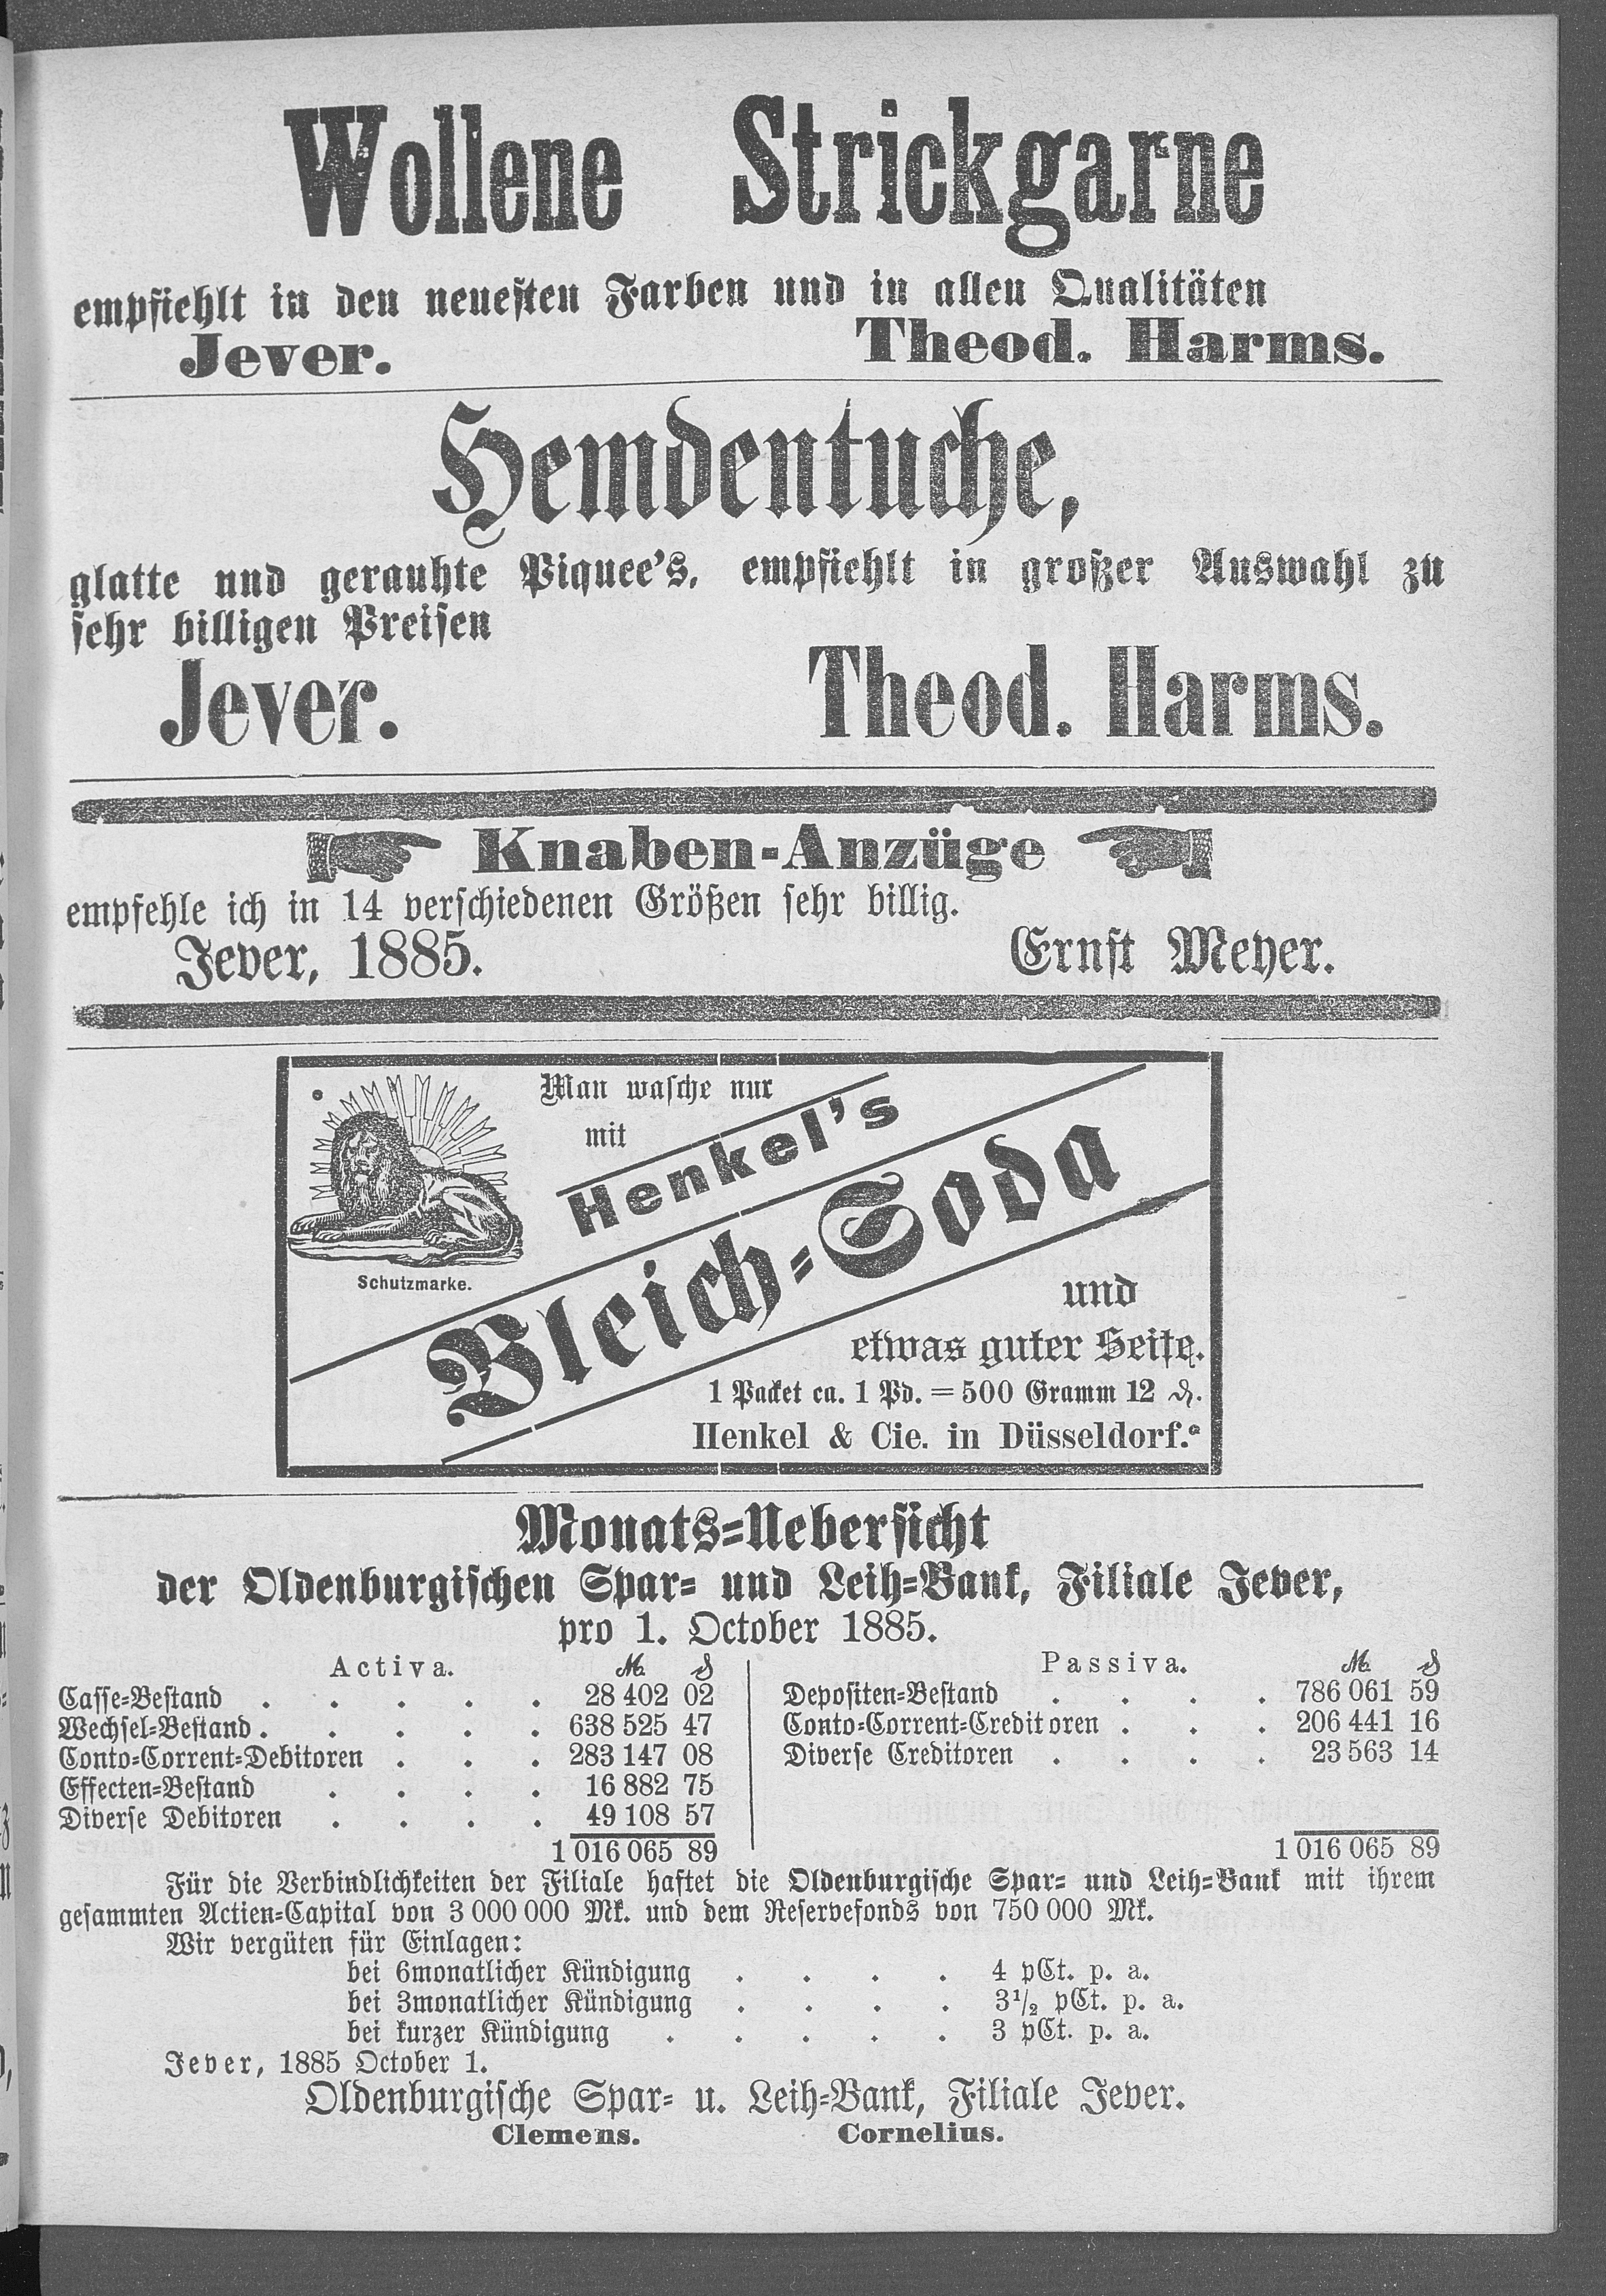 Wollene Strickgarne
empfiehlt in den neuesten Farben und in allen Qualitäten
Jever. Theod. Harms.
Hemdentuche,
glatte und gerauhte Piquee's, empfiehlt in großer Auswahl zu
sehr billigen Preisen
Jever. Theod. Harms.
Knaben-Anzüge
empfehle ich in 14 verschiedenen Größen sehr billig.
Jever, 1885. Ernst Meyer.
Man wasche nur
mit
Henkel's
Bleich-Soda
Schutzmarke.
und
etwas guter Seife.
1 Packet ca. 1 Pd. = 500 Gramm 12 ₰.
Henkel & Cie. in Düsseldorf.
Monats-Uebersicht
der Oldenburgischen Spar- und Leih-Bank, Filiale Jever,
pro 1. October 1885.
Activa. M. ₰
Casse-Bestand . . . . . 28 402 02
Wechsel-Bestand . . . . . 638 525 47
Conto-Corrent-Debitoren . . . 283 147 08
Effecten-Bestand . . . . 16 882 75
Diverse Debitoren . . . . 49 108 57
1 016 065 89
Passiva. M. ₰
Depositen-Bestand . . . . 786 061 59
Conto-Corrent-Creditoren . . . 206 441 16
Diverse Creditoren . . . . 23 563 14
1 016 065 89
Für die Verbindlichkeiten der Filiale haftet die Oldenburgische Spar- und Leih-Bank mit ihrem
gesammten Actien-Capital von 3 000 000 Mk. und dem Reservefonds von 750 000 Mk.
Wir vergüten für Einlagen:
bei 6monatlicher Kündigung . . . . 4 pCt. p. a.
bei 3monatlicher Kündigung . . . . 3½ pCt. p. a.
bei kurzer Kündigung . . . . . 3 pCt. p. a.
Jever, 1885 October 1.
Oldenburgische Spar- u. Leih-Bank, Filiale Jever.
Clemens. Cornelius.